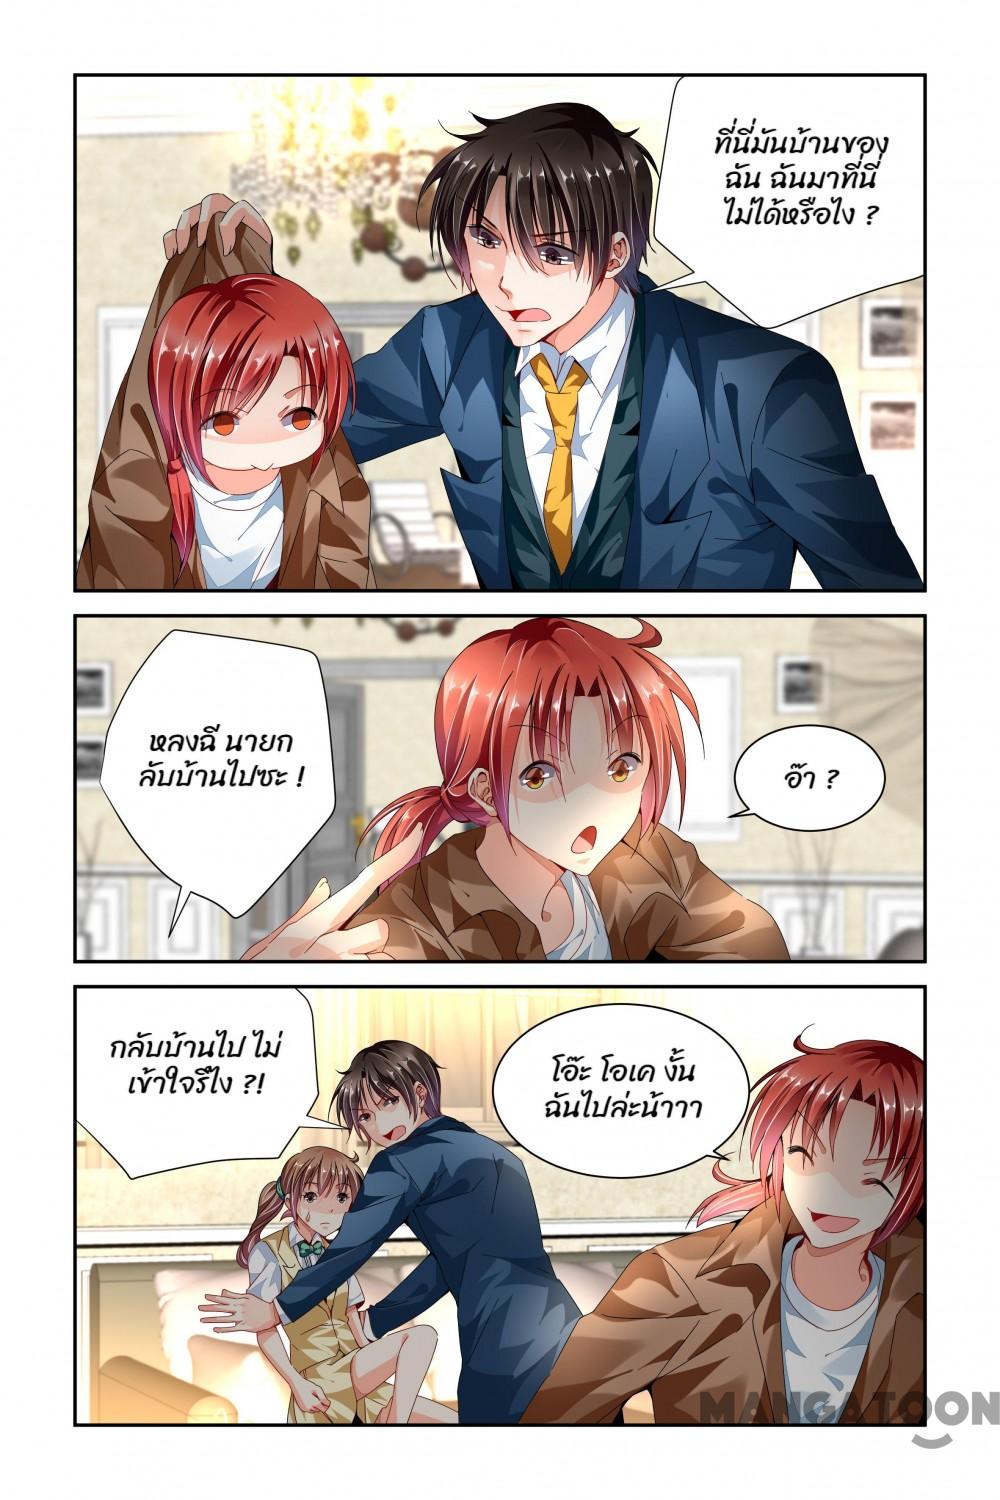 ที่นี่มันบ้านของ
ฉัน ฉันมาที่นี่
ไม่ได้หรือไง ?
หลงฉี นายก
ลับบ้านไปซะ !
อ๊า ?
กลับบ้านไป ไม่
เข้าใจรึไง ?!
โอ๊ะ โอเค งั้น
ฉันไปล่ะน้าาา
MANGATOON